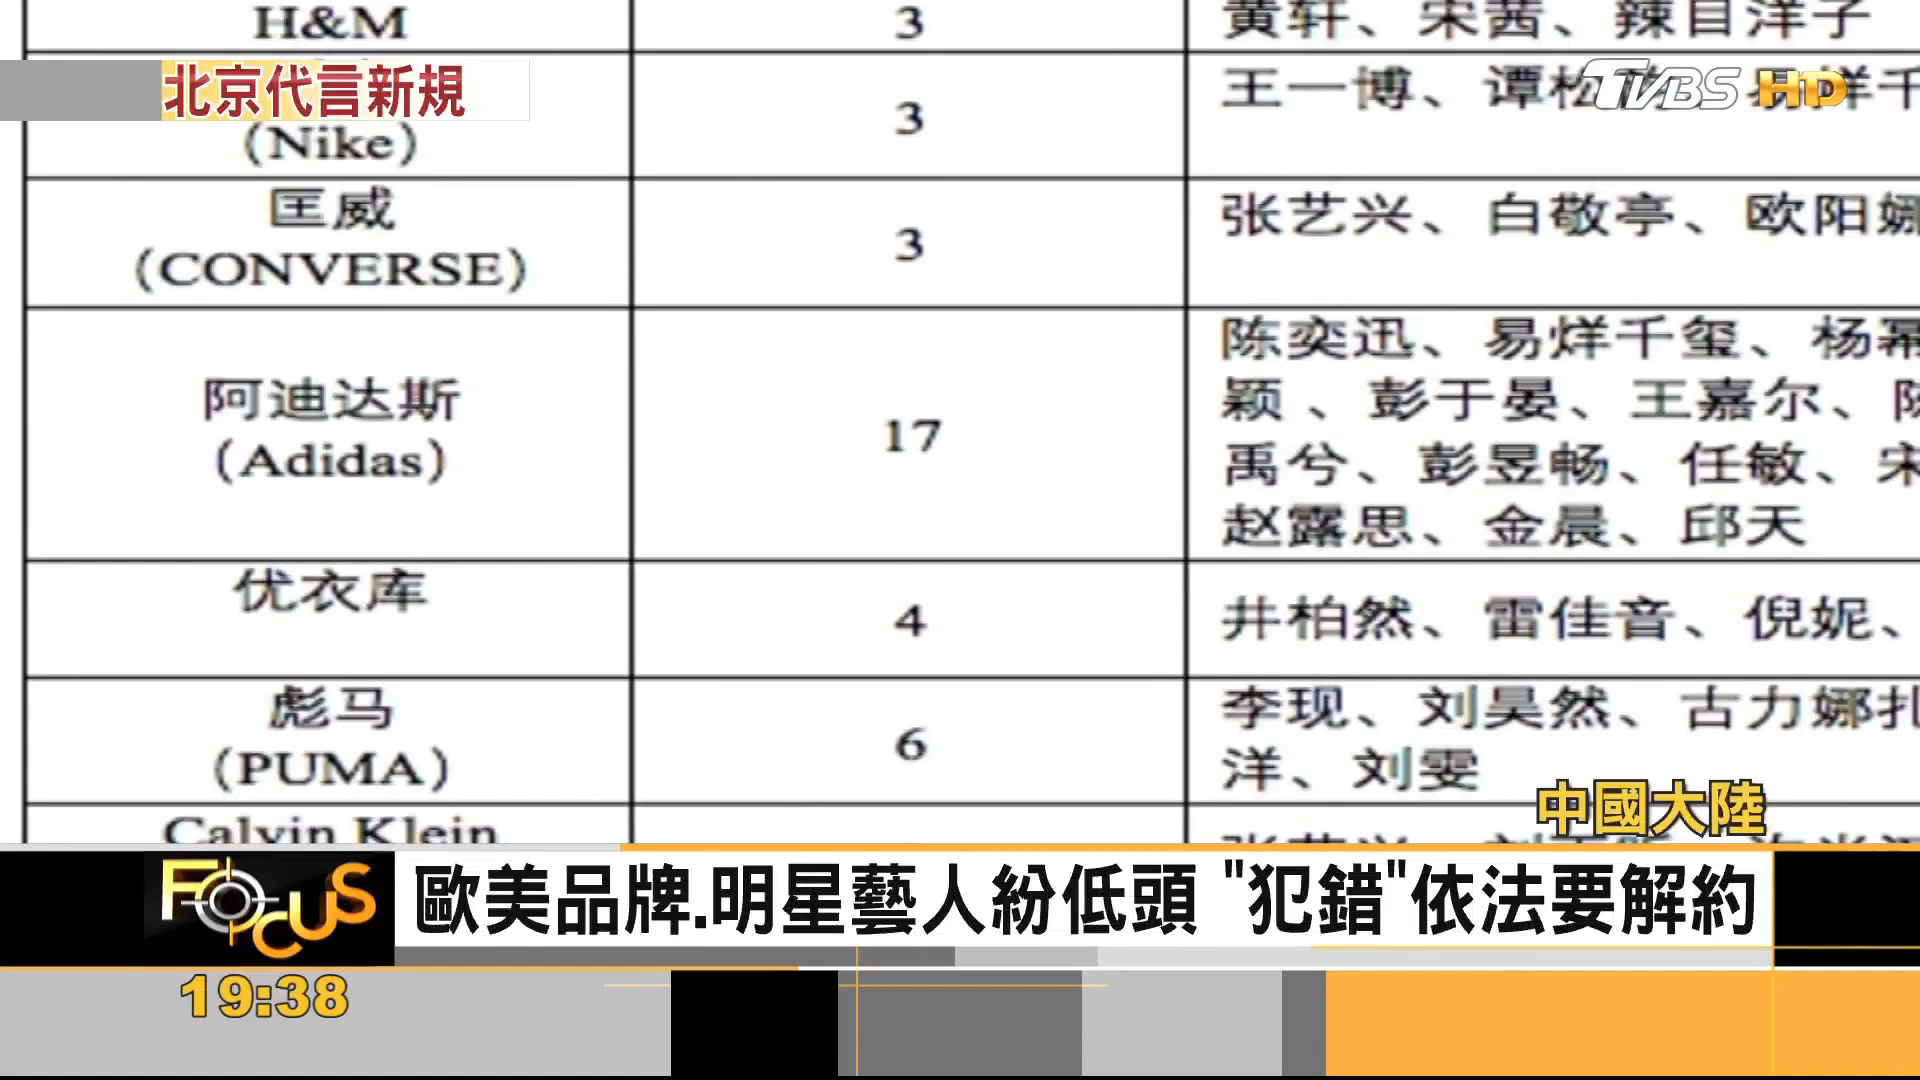 H&M 3 黄轩、宋茜、辣目洋子
北京代言新規
TVBS HD
(Nike) 3 王一博、谭松
匡威
(CONVERSE) 3 张艺兴、白敬亭、欧阳娜
阿迪达斯
(Adidas) 17
陈奕迅、易烊千玺、杨幂
颖、彭于晏、王嘉尔、陈
禹兮、彭昱畅、任敏、宋
赵露思、金晨、邱天
优衣库 4 井柏然、雷佳音、倪妮、
彪马
(PUMA) 6
李现、刘昊然、古力娜扎
洋、刘雯
中國大陸
Calvin Klein
FOCUS
歐美品牌.明星藝人紛低頭 "犯錯"依法要解約
19:38